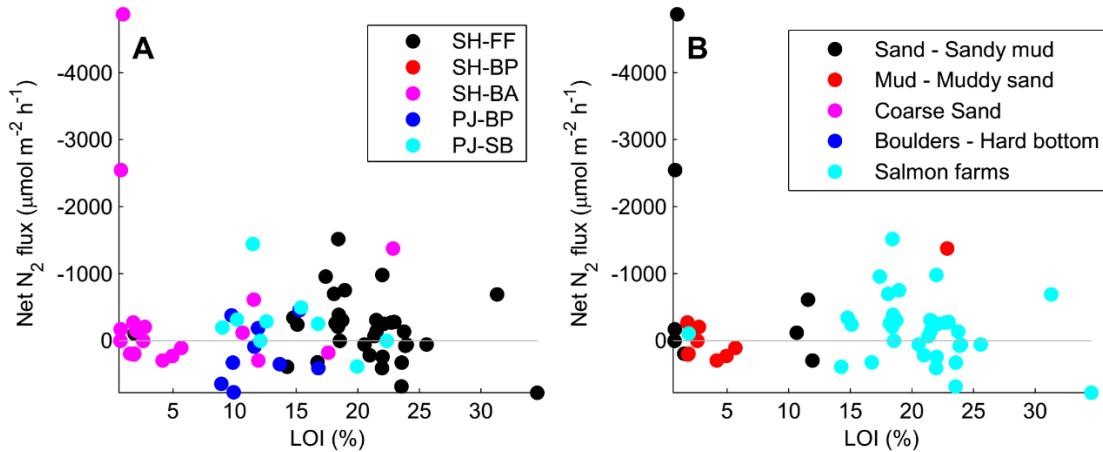 A
SH-FF
SH-BP
SH-BA
PJ-BP
PJ-SB
-4000
-3000
-2000
-1000
0
Net N₂ flux (μmol m⁻² h⁻¹)
5 10 15 20 25 30
LOI (%)
B
Sand - Sandy mud
Mud - Muddy sand
Coarse Sand
Boulders - Hard bottom
Salmon farms
-4000
-3000
-2000
-1000
0
Net N₂ flux (μmol m⁻² h⁻¹)
5 10 15 20 25 30
LOI (%)